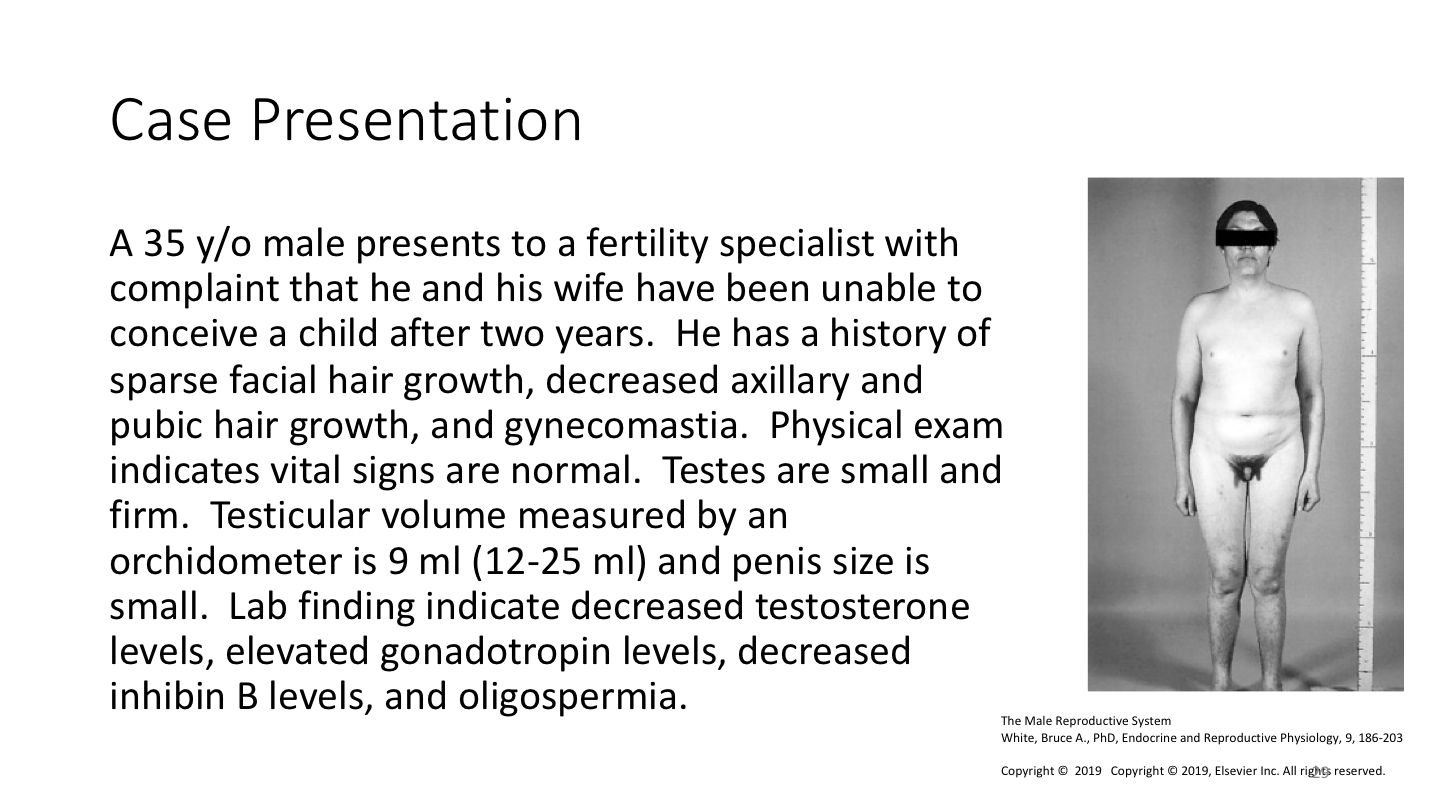 Case Presentation
A 35 y/o male presents to a fertility specialist with
complaint that he and his wife have been unable to
conceive a child after two years.  He has a history of
sparse facial hair growth, decreased axillary and
pubic hair growth, and gynecomastia.  Physical exam
indicates vital signs are normal.  Testes are small and
firm.  Testicular volume measured by an
orchidometer is 9 ml (12-25 ml) and penis size is
small.  Lab finding indicate decreased testosterone
levels, elevated gonadotropin levels, decreased
inhibin B levels, and oligospermia.
The Male Reproductive System
White, Bruce A., PhD, Endocrine and Reproductive Physiology, 9, 186-203
Copyright ©  2019   Copyright © 2019, Elsevier Inc. All rights reserved.
29